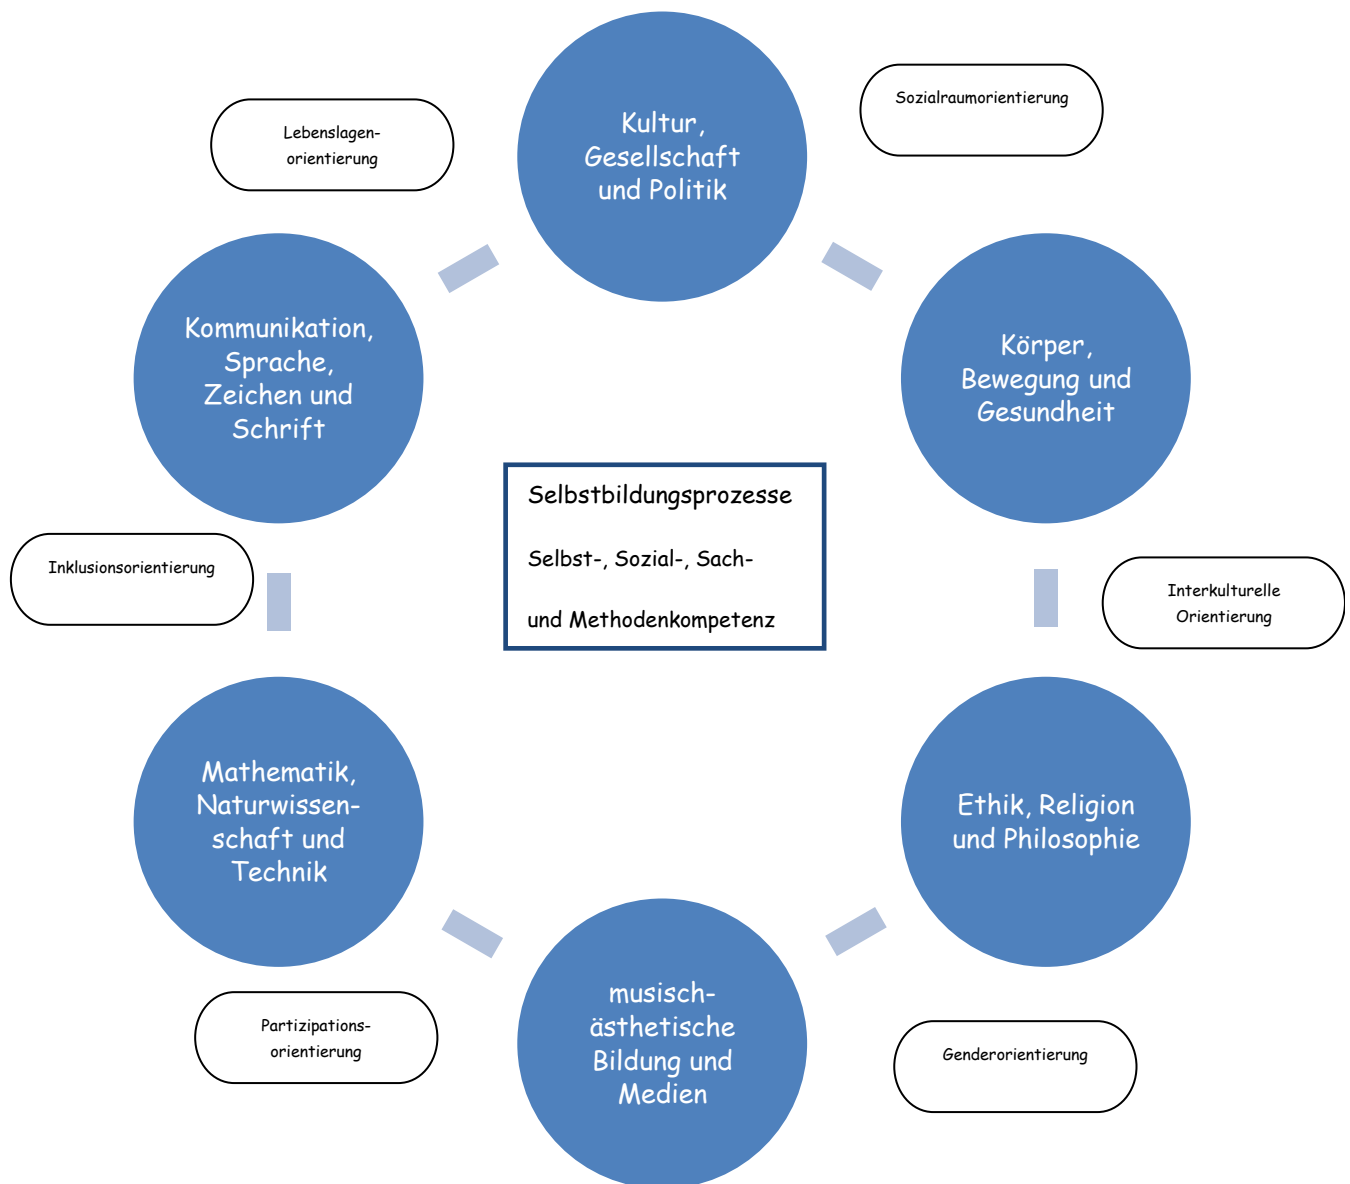 Kultur,
Gesellschaft
und Politik
Sozialraumorientierung
Lebenslagen-
orientierung
Kommunikation,
Sprache,
Zeichen und
Schrift
Körper,
Bewegung und
Gesundheit
Selbstbildungsprozesse
Selbst-, Sozial-, Sach-
und Methodenkompetenz
Inklusionsorientierung
Interkulturelle
Orientierung
Mathematik,
Naturwissen-
schaft und
Technik
Ethik, Religion
und Philosophie
musisch-
ästhetische
Bildung und
Medien
Partizipations-
orientierung
Genderorientierung